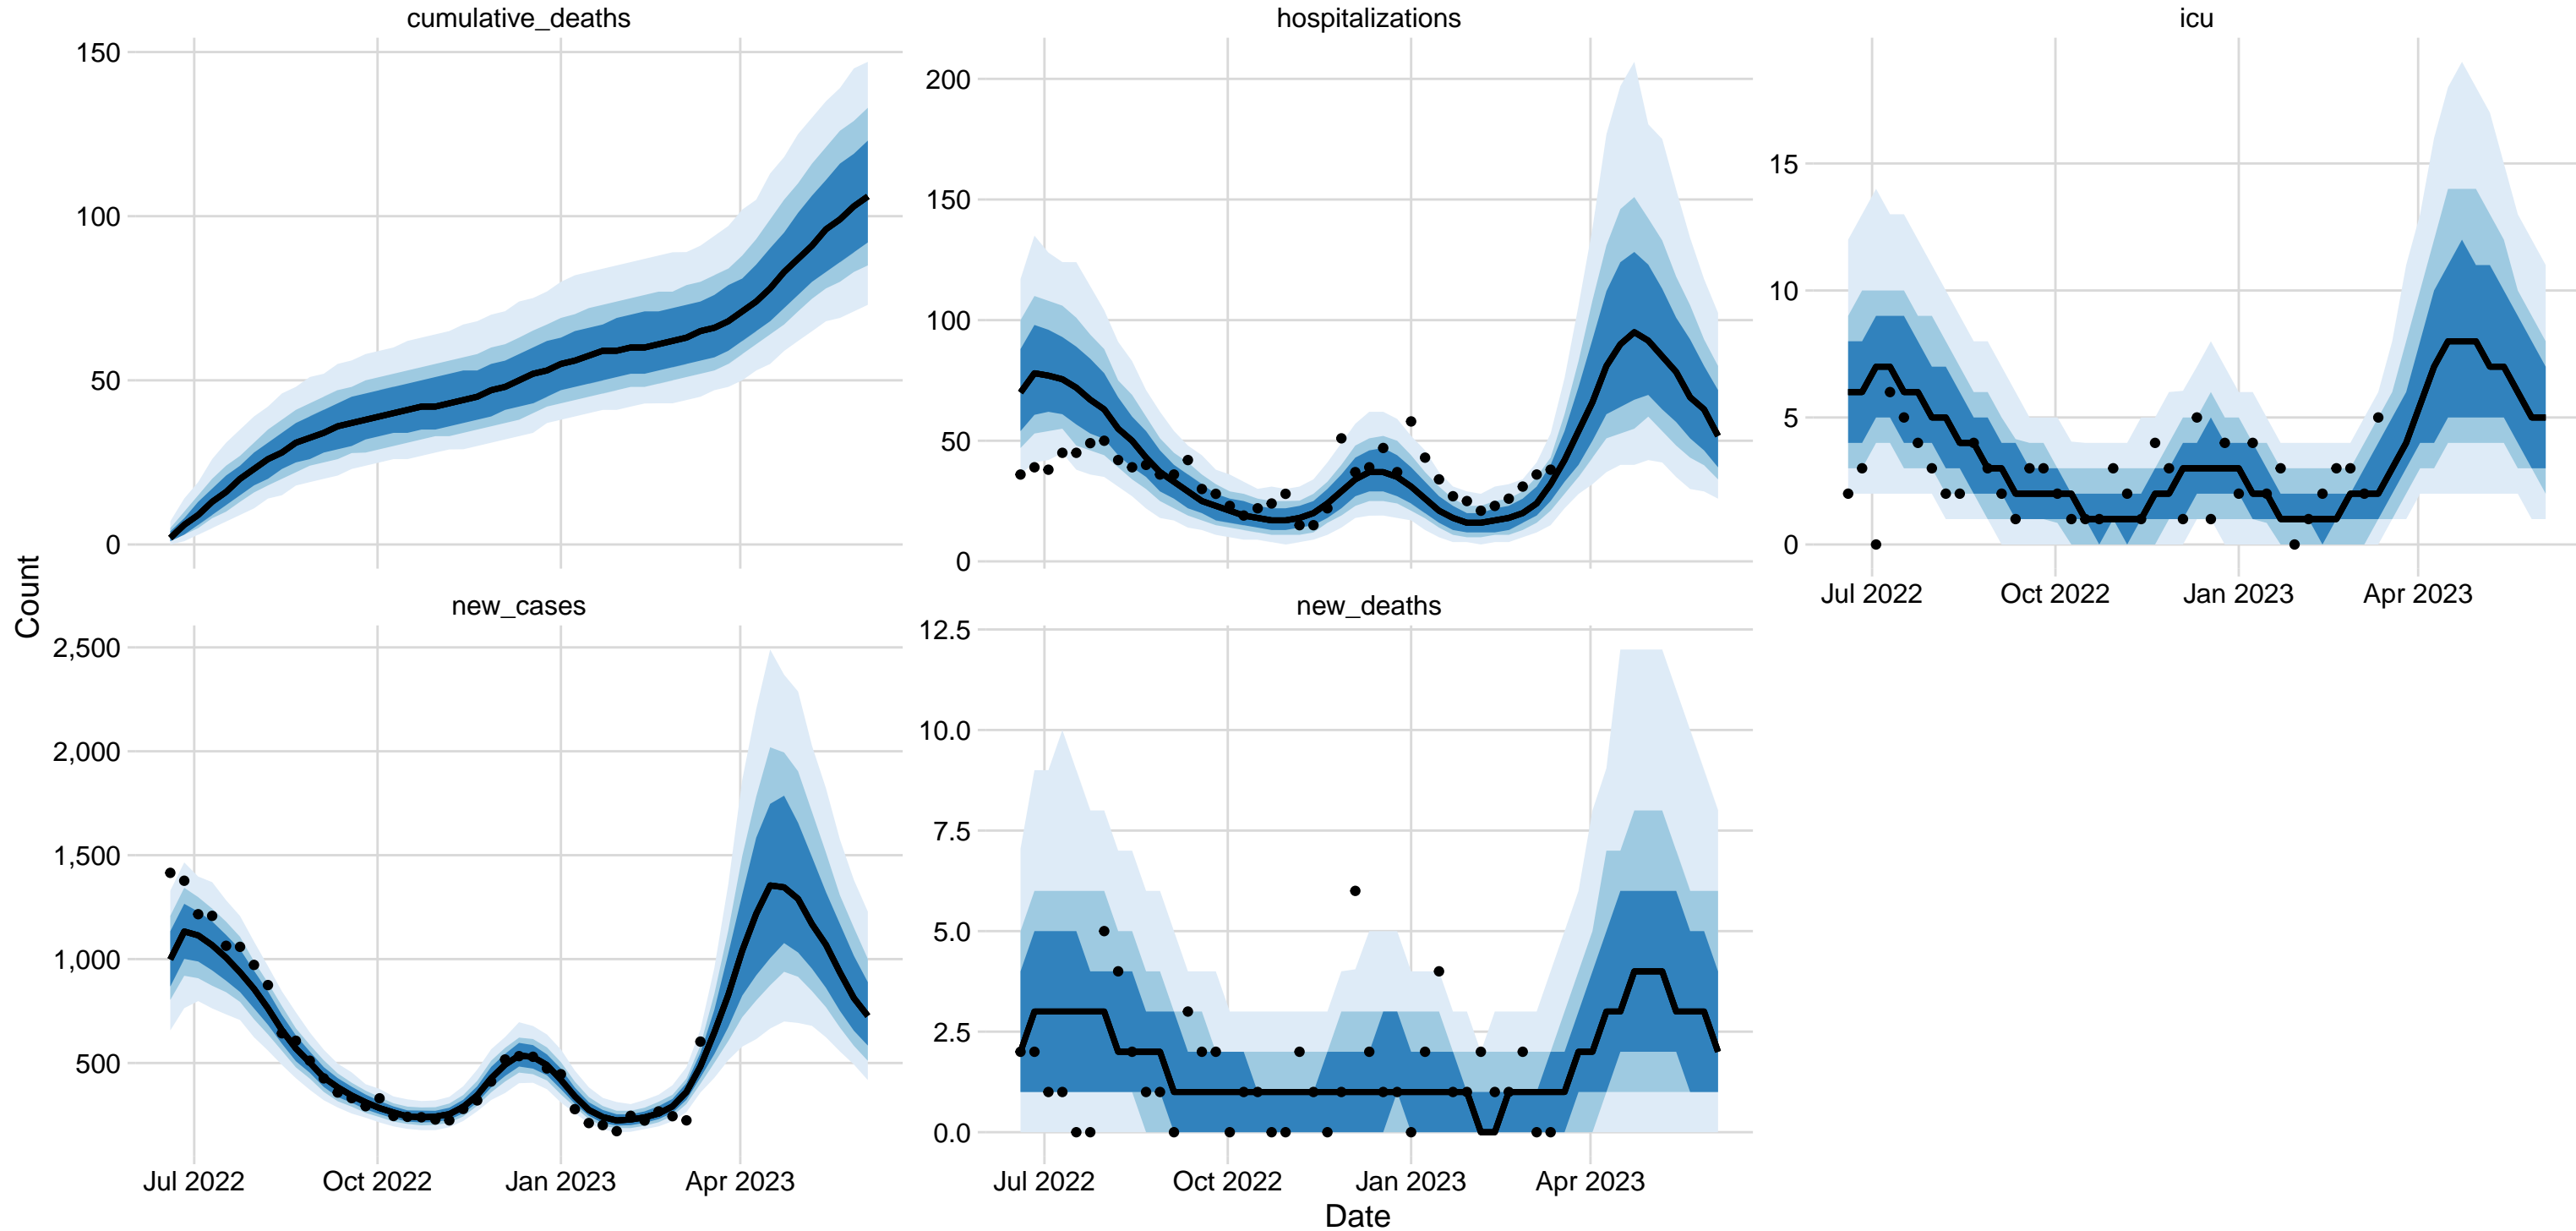 cumulative_deaths
hospitalizations
icu
150
100
50
0
200
150
100
50
0
15
10
5
0
Jul 2022
Oct 2022
Jan 2023
Apr 2023
Count
new_cases
new_deaths
2,500
2,000
1,500
1,000
500
12.5
10.0
7.5
5.0
2.5
0.0
Jul 2022
Oct 2022
Jan 2023
Apr 2023
Jul 2022
Oct 2022
Jan 2023
Apr 2023
Date